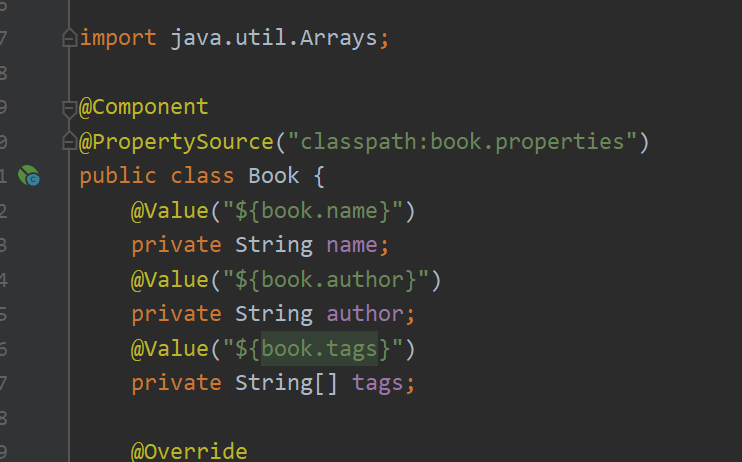 7 import java.util.Arrays;
8
9 @Component
0 @PropertySource("classpath:book.properties")
1 public class Book {
2 @Value("${book.name}")
3 private String name;
4 @Value("${book.author}")
5 private String author;
6 @Value("${book.tags}")
7 private String[] tags;
8
9 @Override